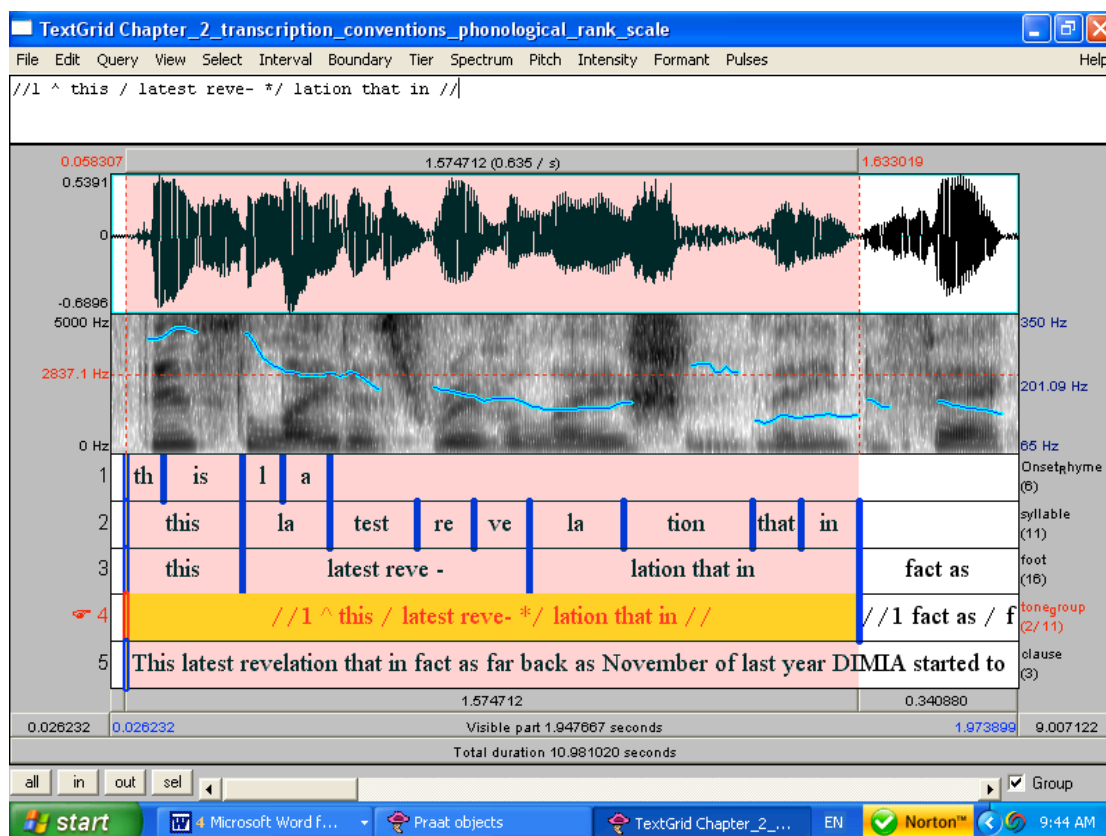 TextGrid Chapter_2_transcription_conventions_phonological_rank_scale
File Edit Query View Select Interval Boundary Tier Spectrum Pitch Intensity Formant Pulses Help
//1 ^ this / latest reve- */ lation that in //
0.058307 1.574712 (0.635 / s) 1.633019
0.5391
0
-0.6896
5000 Hz 350 Hz
2837.1 Hz 201.09 Hz
0 Hz 65 Hz
1 th is l a OnsetRhyme (6)
2 this la test re ve la tion that in syllable (11)
3 this latest reve - lation that in fact as foot (16)
4 //1 ^ this / latest reve- */ lation that in // //1 fact as / f tonegroup (2/11)
5 This latest revelation that in fact as far back as November of last year DIMIA started to clause (3)
1.574712 0.340880
0.026232 0.026232 Visible part 1.947667 seconds 1.973899 9.007122
Total duration 10.981020 seconds
all in out sel Group
start 4 Microsoft Word f... Praat objects TextGrid Chapter_2_... EN Norton™ 9:44 AM